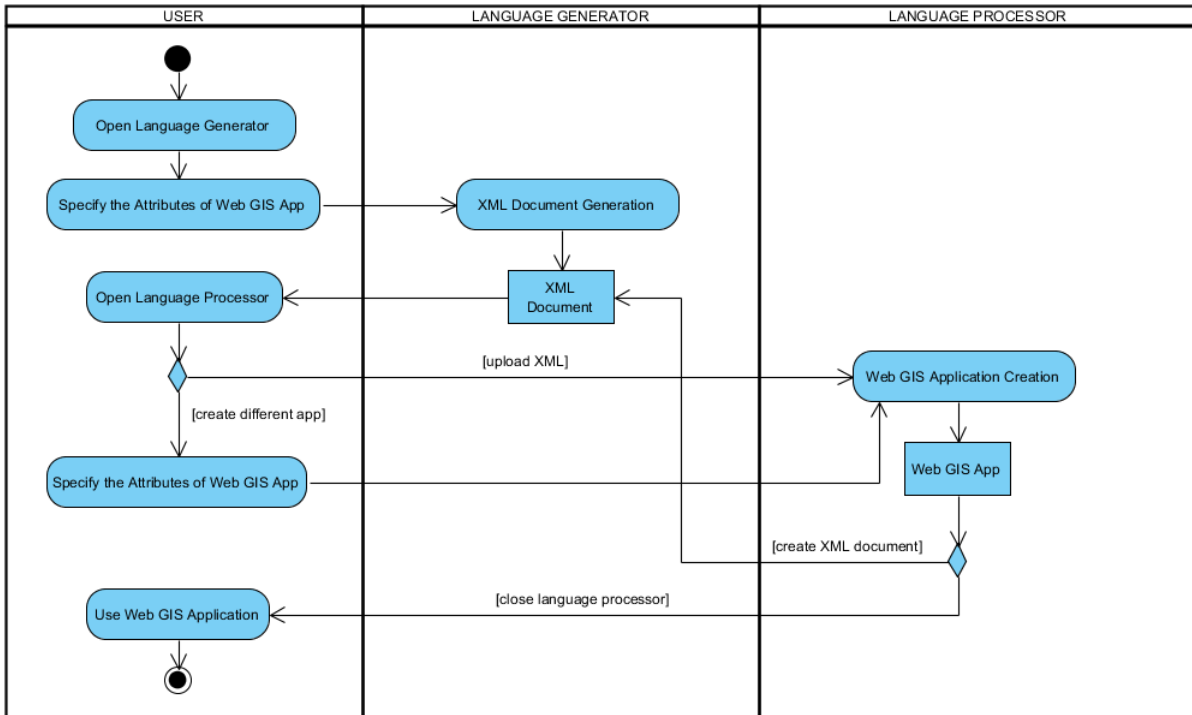 USER
LANGUAGE GENERATOR
LANGUAGE PROCESSOR
Open Language Generator
Specify the Attributes of Web GIS App
XML Document Generation
Open Language Processor
XML
Document
[upload XML]
Web GIS Application Creation
[create different app]
Specify the Attributes of Web GIS App
Web GIS App
[create XML document]
[close language processor]
Use Web GIS Application